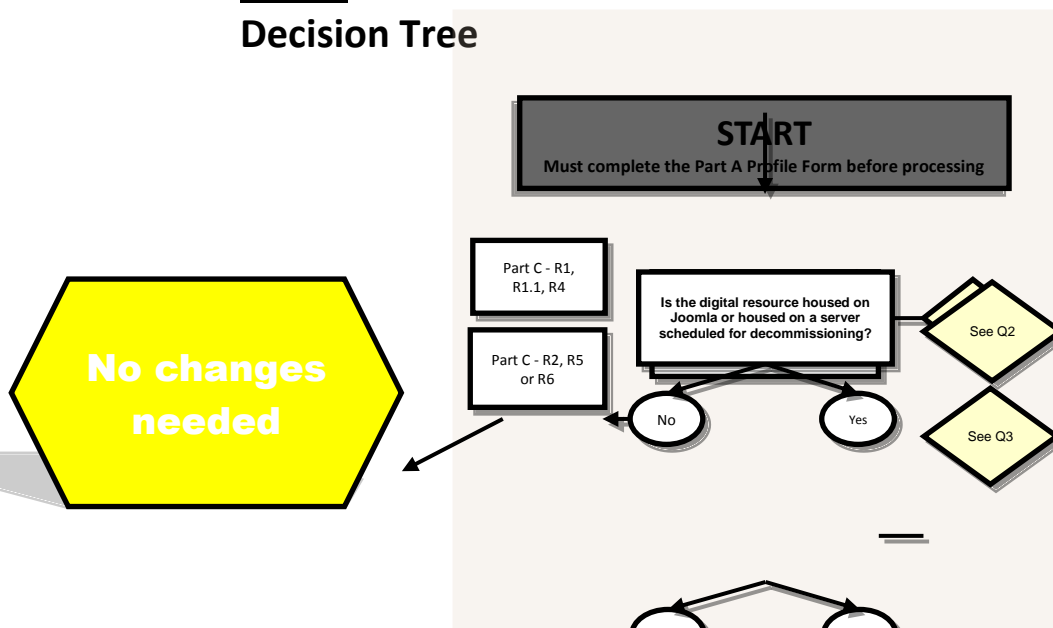 Decision Tree
START
Must complete the Part A Profile Form before processing
Part C - R1,
R1.1, R4
Is the digital resource housed on
Joomla or housed on a server
scheduled for decommissioning?
See Q2
Part C - R2, R5
or R6
No changes
needed
No
Yes
See Q3